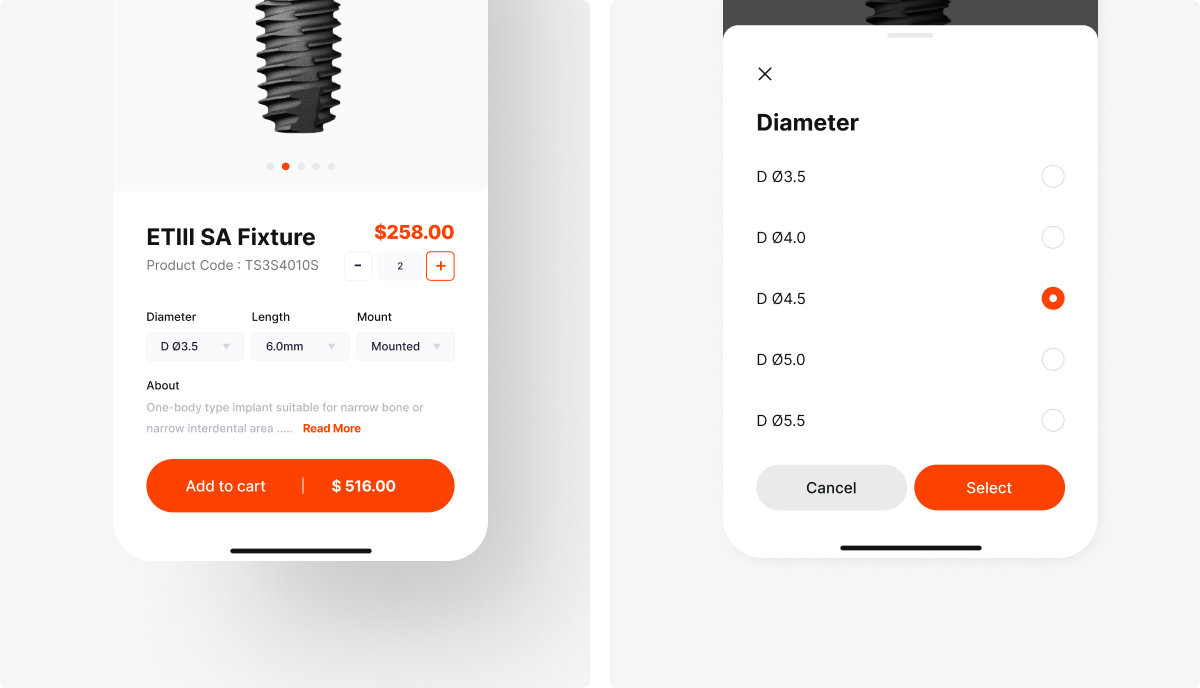 ETIII SA Fixture
$258.00
Product Code : TS3S4010S
- 2 +
Diameter Length Mount
D Ø3.5 6.0mm Mounted
About
One-body type implant suitable for narrow bone or
narrow interdental area ..... Read More
Add to cart | $ 516.00
Diameter
D Ø3.5
D Ø4.0
D Ø4.5
D Ø5.0
D Ø5.5
Cancel Select